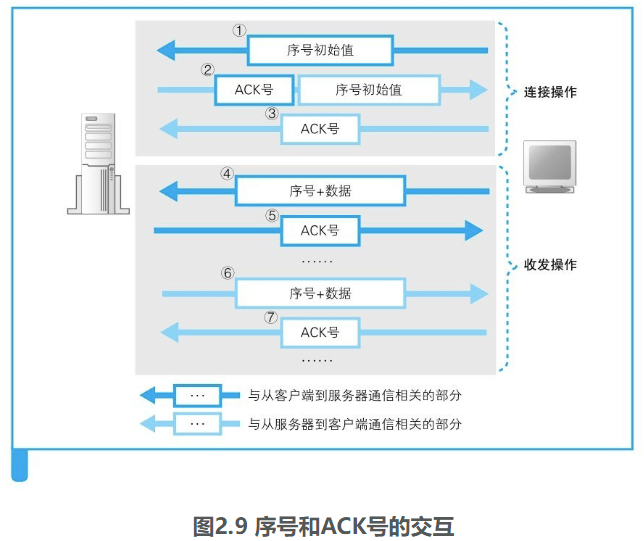 ①
序号初始值
②
ACK号
序号初始值
③
ACK号
连接操作
④
序号+数据
⑤
ACK号
……
⑥
序号+数据
⑦
ACK号
……
收发操作
… 与从客户端到服务器通信相关的部分
… 与从服务器到客户端通信相关的部分
图2.9 序号和ACK号的交互